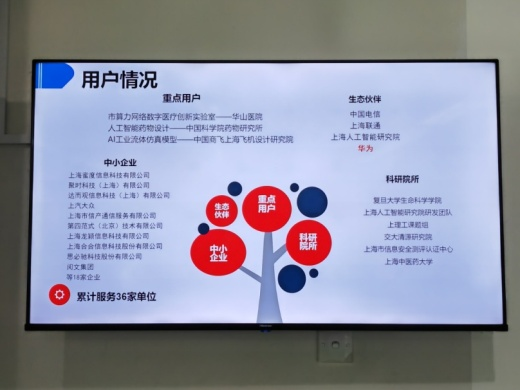 用户情况
重点用户
市算力网络数字医疗创新实验室——华山医院
人工智能药物设计——中国科学院药物研究所
AI工业流体仿真模型——中国商飞上海飞机设计研究院
生态伙伴
中国电信
上海联通
上海人工智能研究院
华为
中小企业
上海蜜度信息科技有限公司
聚时科技（上海）有限公司
达而观信息科技（上海）有限公司
上汽大众
上海市信产通信服务有限公司
第四范式（北京）技术有限公司
上海龙颖信息科技有限公司
上海合合信息科技股份有限公司
思必驰科技股份有限公司
阅文集团
等16家企业
科研院所
复旦大学生命科学学院
上海人工智能研究院研发团队
上理工课题组
交大清源研究院
上海市信息安全测评认证中心
上海中医药大学
生态
伙伴
重点
用户
中小
企业
科研
院所
累计服务36家单位